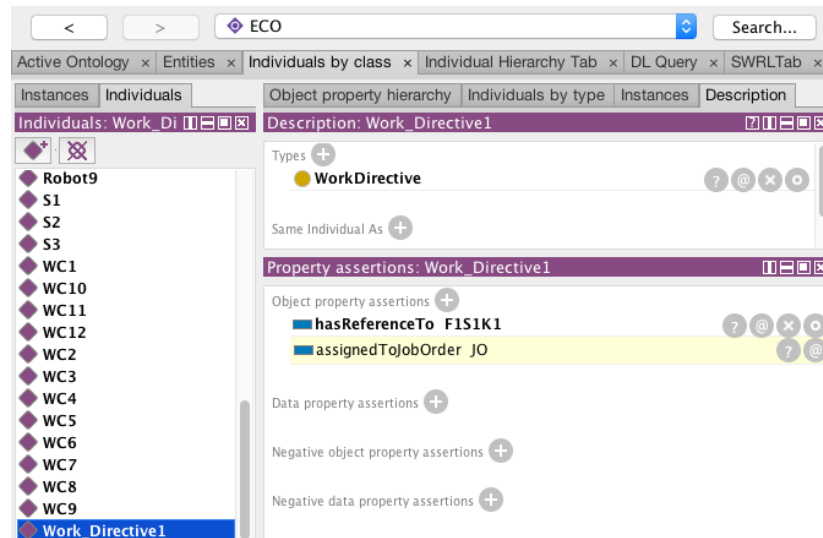 < > ECO Search...
Active Ontology × Entities × Individuals by class × Individual Hierarchy Tab × DL Query × SWRLTab ×
Instances Individuals
Object property hierarchy Individuals by type Instances Description
Individuals: Work_Di
Description: Work_Directive1
Types
WorkDirective
Same Individual As
Property assertions: Work_Directive1
Object property assertions
hasReferenceTo F1S1K1
assignedToJobOrder JO
Data property assertions
Negative object property assertions
Negative data property assertions
Robot9
S1
S2
S3
WC1
WC10
WC11
WC12
WC2
WC3
WC4
WC5
WC6
WC7
WC8
WC9
Work_Directive1